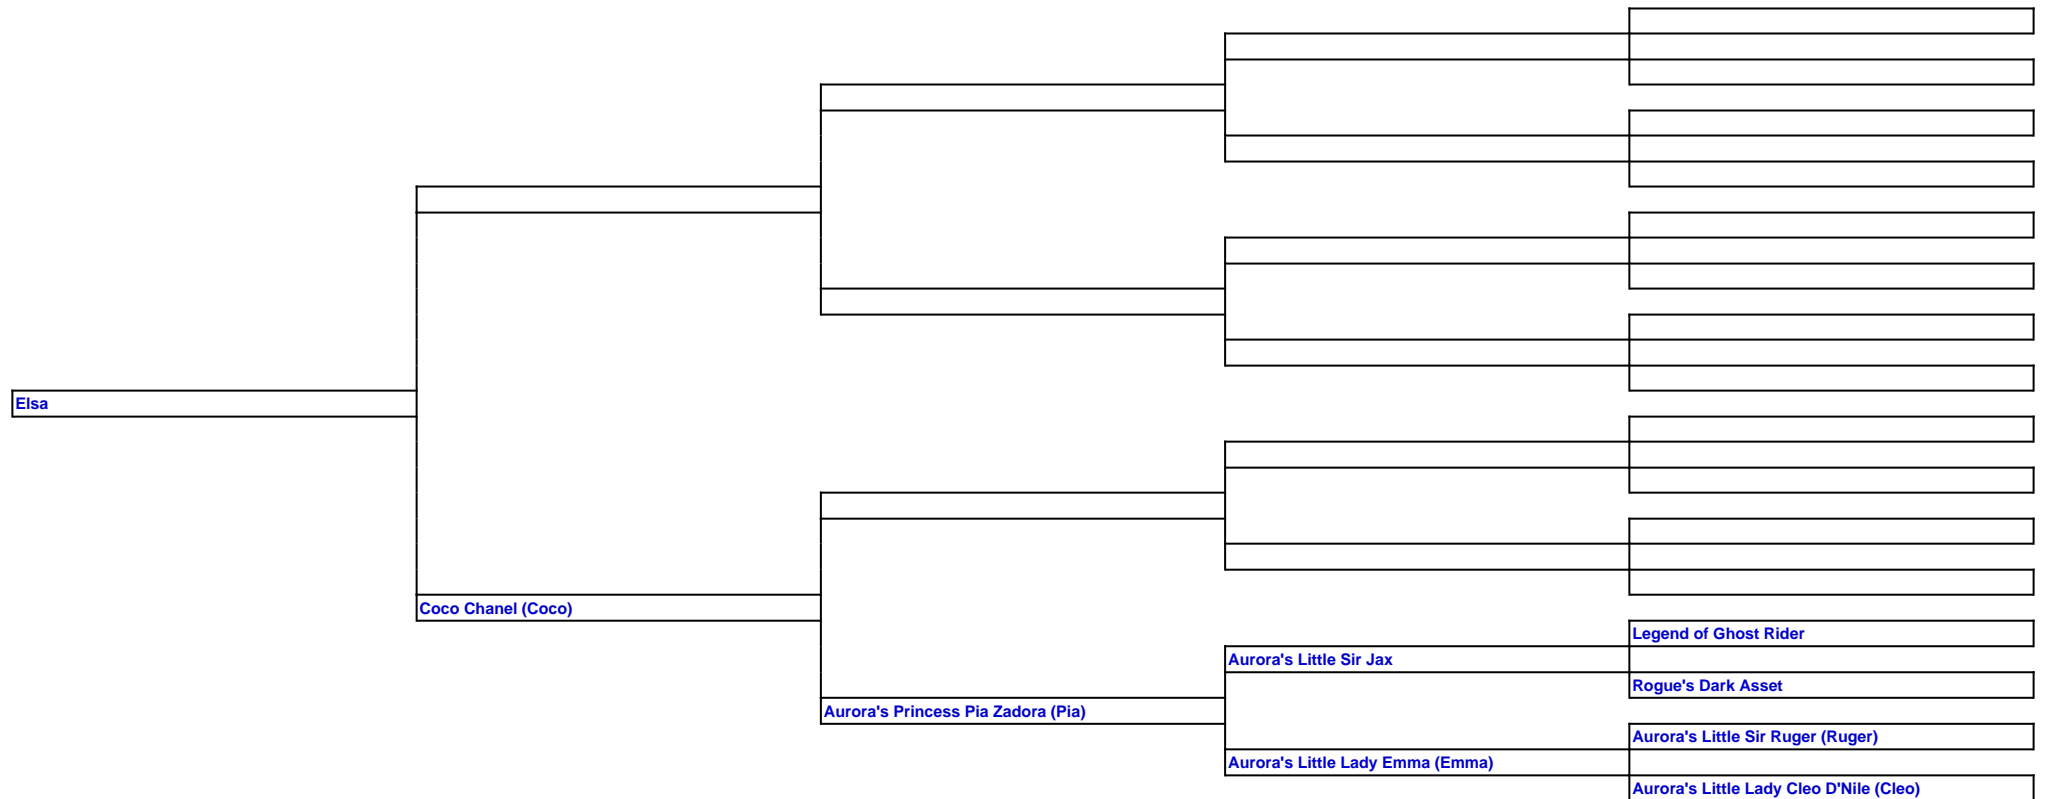 Elsa
Coco Chanel (Coco)
Legend of Ghost Rider
Aurora's Little Sir Jax
Rogue's Dark Asset
Aurora's Princess Pia Zadora (Pia)
Aurora's Little Sir Ruger (Ruger)
Aurora's Little Lady Emma (Emma)
Aurora's Little Lady Cleo D'Nile (Cleo)